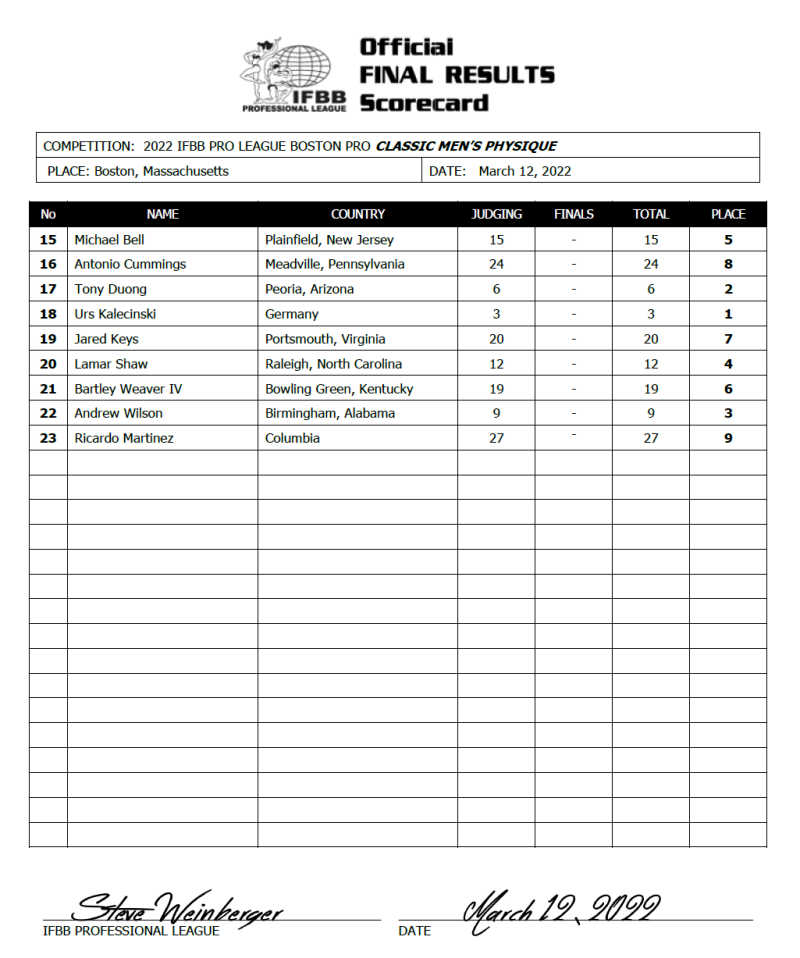 Official
FINAL RESULTS
Scorecard
IFBB
PROFESSIONAL LEAGUE
COMPETITION: 2022 IFBB PRO LEAGUE BOSTON PRO CLASSIC MEN'S PHYSIQUE
PLACE: Boston, Massachusetts DATE: March 12, 2022
No NAME COUNTRY JUDGING FINALS TOTAL PLACE
15 Michael Bell Plainfield, New Jersey 15 - 15 5
16 Antonio Cummings Meadville, Pennsylvania 24 - 24 8
17 Tony Duong Peoria, Arizona 6 - 6 2
18 Urs Kalecinski Germany 3 - 3 1
19 Jared Keys Portsmouth, Virginia 20 - 20 7
20 Lamar Shaw Raleigh, North Carolina 12 - 12 4
21 Bartley Weaver IV Bowling Green, Kentucky 19 - 19 6
22 Andrew Wilson Birmingham, Alabama 9 - 9 3
23 Ricardo Martinez Columbia 27 - 27 9
Steve Weinberger March 12, 2022
IFBB PROFESSIONAL LEAGUE DATE